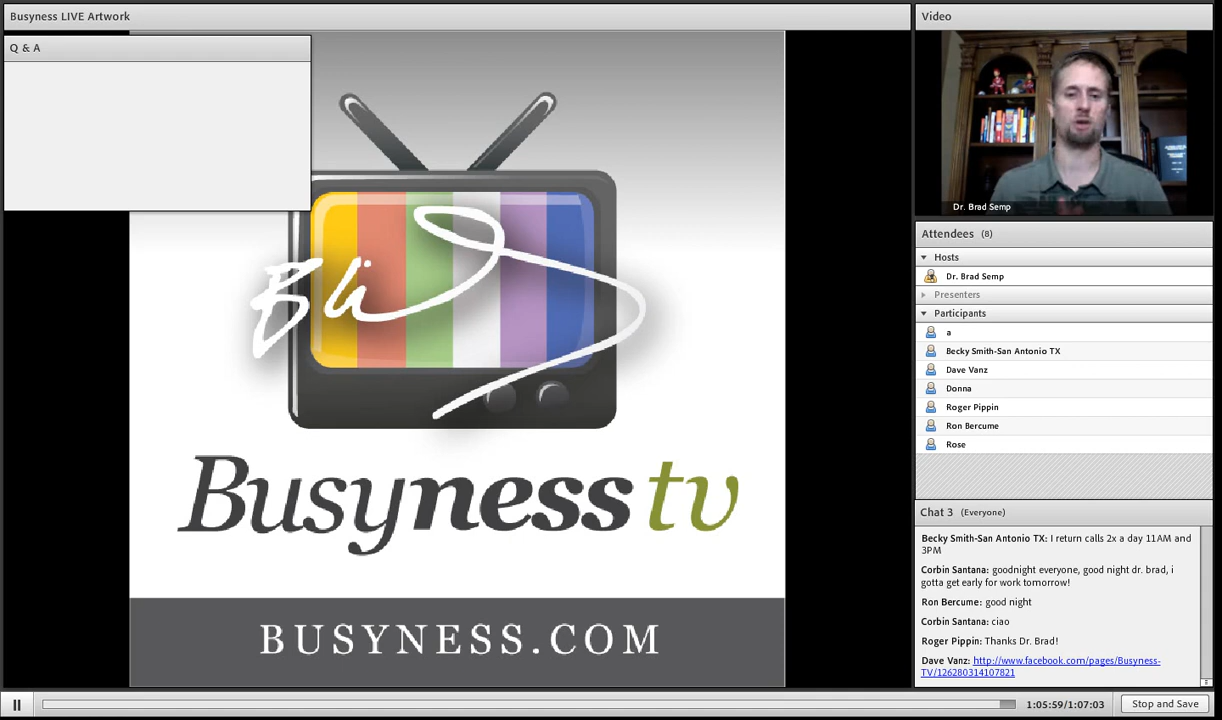 Busyness LIVE Artwork
Q & A
Blü
Busyness tv
BUSYNESS.COM
Video
Dr. Brad Semp
Attendees (8)
Hosts
Dr. Brad Semp
Presenters
Participants
a
Becky Smith-San Antonio TX
Dave Vanz
Donna
Roger Pippin
Ron Bercume
Rose
Chat 3 (Everyone)
Becky Smith-San Antonio TX: I return calls 2x a day 11AM and
3PM
Corbin Santana: goodnight everyone, good night dr. brad, i
gotta get early for work tomorrow!
Ron Bercume: good night
Corbin Santana: ciao
Roger Pippin: Thanks Dr. Brad!
Dave Vanz: http://www.facebook.com/pages/Busyness-
TV/126280314107821
1:05:59/1:07:03
Stop and Save